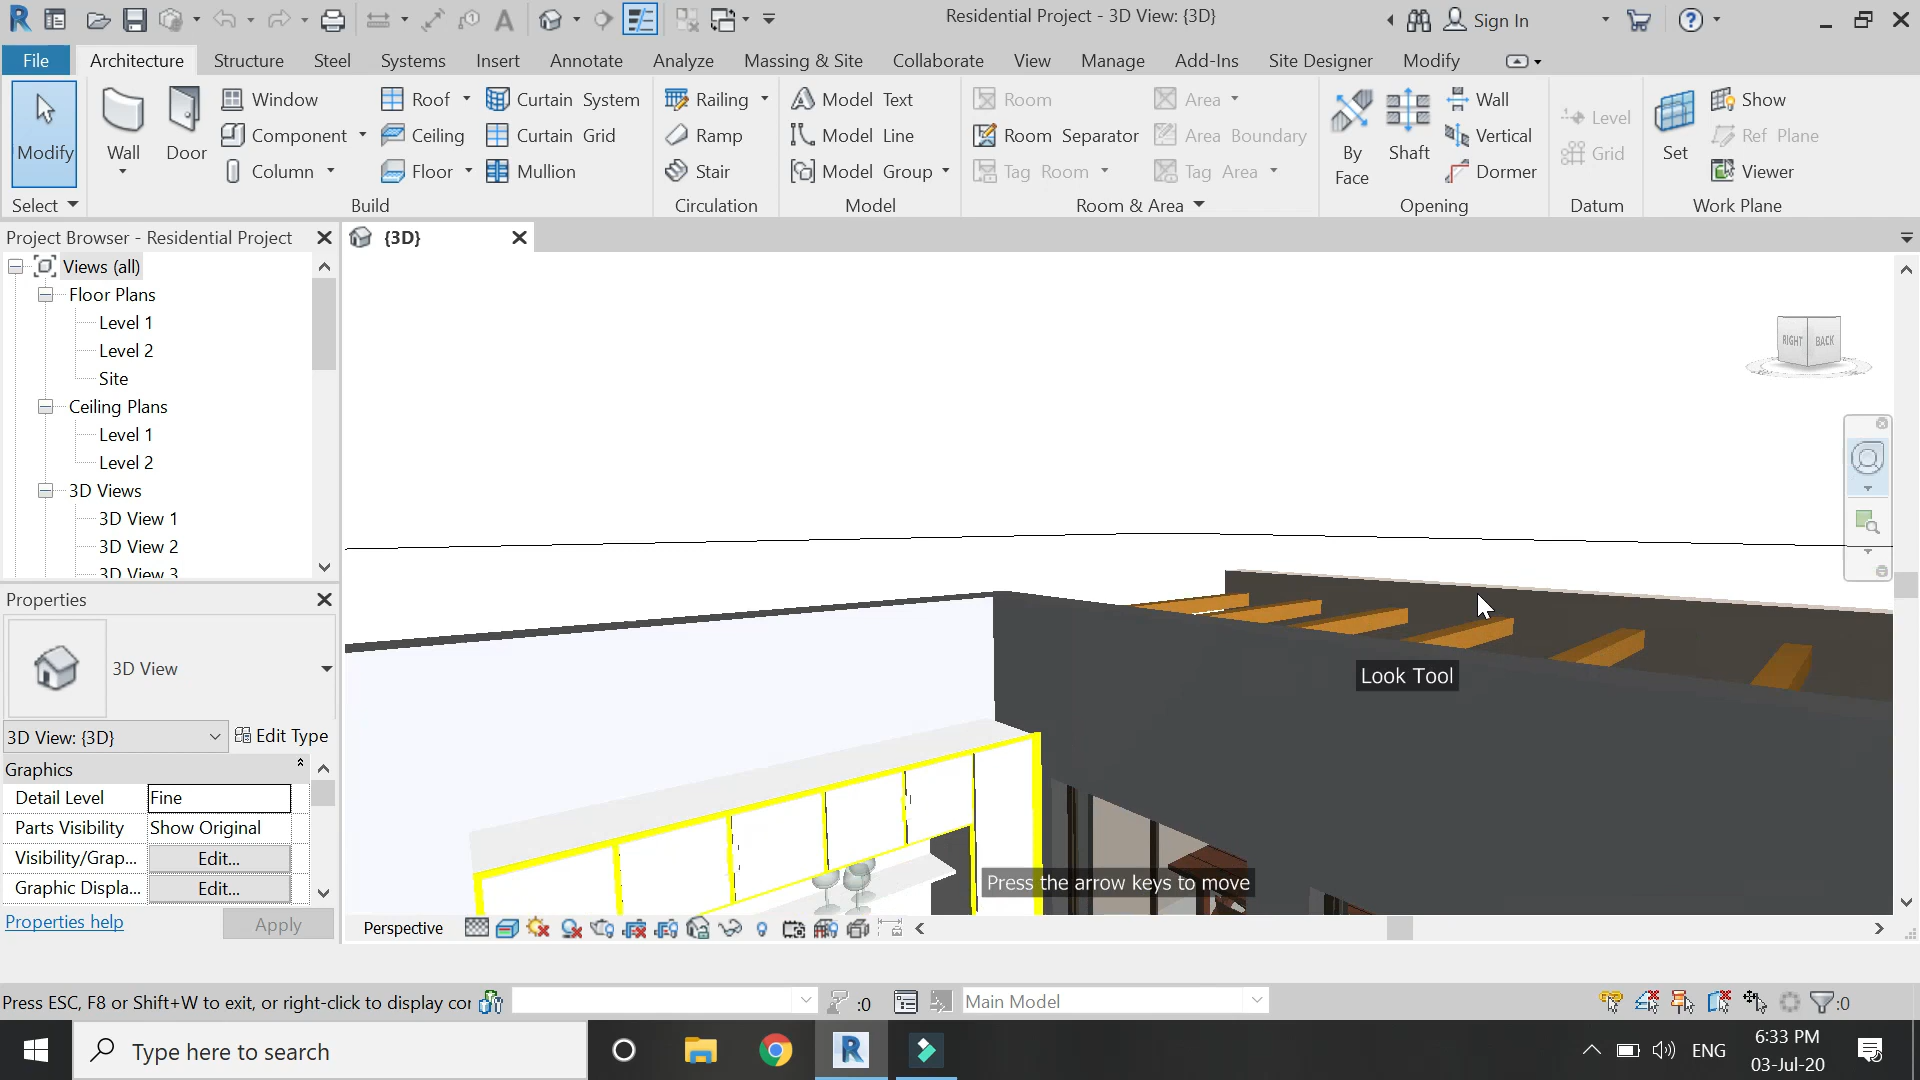 Residential Project - 3D View: {3D}
Sign In
File
Architecture
Structure
Steel
Systems
Insert
Annotate
Analyze
Massing & Site
Collaborate
View
Manage
Add-Ins
Site Designer
Modify
Modify
Wall
Door
Window
Component
Column
Roof
Ceiling
Floor
Curtain System
Curtain Grid
Mullion
Railing
Ramp
Stair
Model Text
Model Line
Model Group
Room
Room Separator
Tag Room
Area
Area Boundary
Tag Area
By
Face
Shaft
Wall
Vertical
Dormer
Level
Grid
Set
Show
Ref Plane
Viewer
Select
Build
Circulation
Model
Room & Area
Opening
Datum
Work Plane
Project Browser - Residential Project
{3D}
Views (all)
Floor Plans
Level 1
Level 2
Site
Ceiling Plans
Level 1
Level 2
3D Views
3D View 1
3D View 2
3D View 3
RIGHT
BACK
Properties
3D View
3D View: {3D}
Edit Type
Graphics
Detail Level
Fine
Parts Visibility
Show Original
Visibility/Grap...
Edit...
Graphic Displa...
Edit...
Properties help
Apply
Look Tool
Press the arrow keys to move
Perspective
Press ESC, F8 or Shift+W to exit, or right-click to display cor
:0
Main Model
:0
Type here to search
ENG
6:33 PM
03-Jul-20